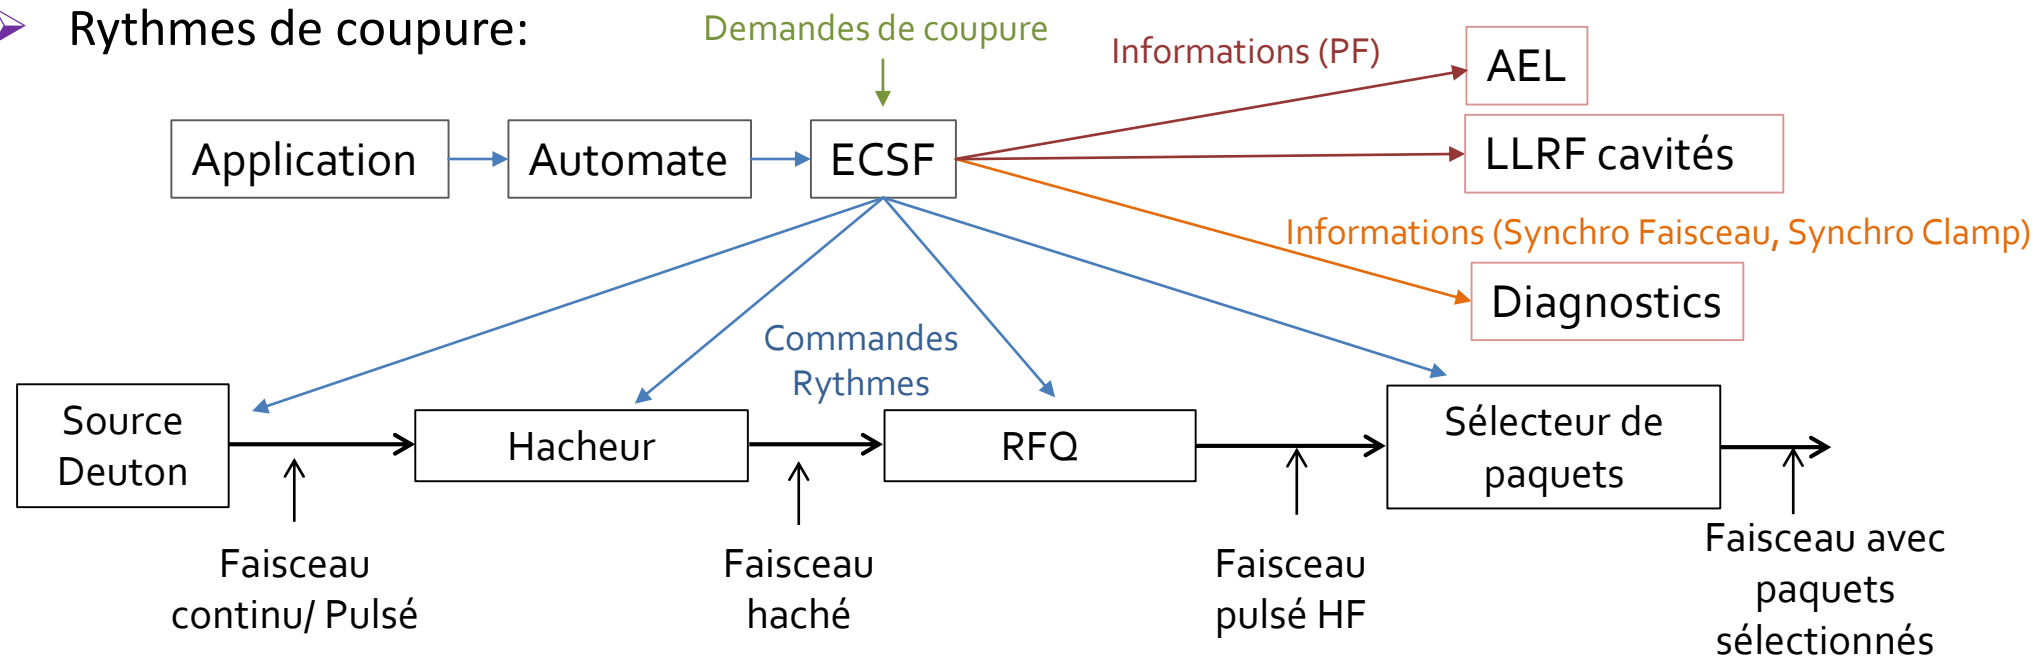 Rythmes de coupure:
Demandes de coupure
Informations (PF)
AEL
Application
Automate
ECSF
LLRF cavités
Informations (Synchro Faisceau, Synchro Clamp)
Diagnostics
Commandes
Rythmes
Source
Deuton
Hacheur
RFQ
Sélecteur de
paquets
Faisceau
continu/ Pulsé
Faisceau
haché
Faisceau
pulsé HF
Faisceau avec
paquets
sélectionnés